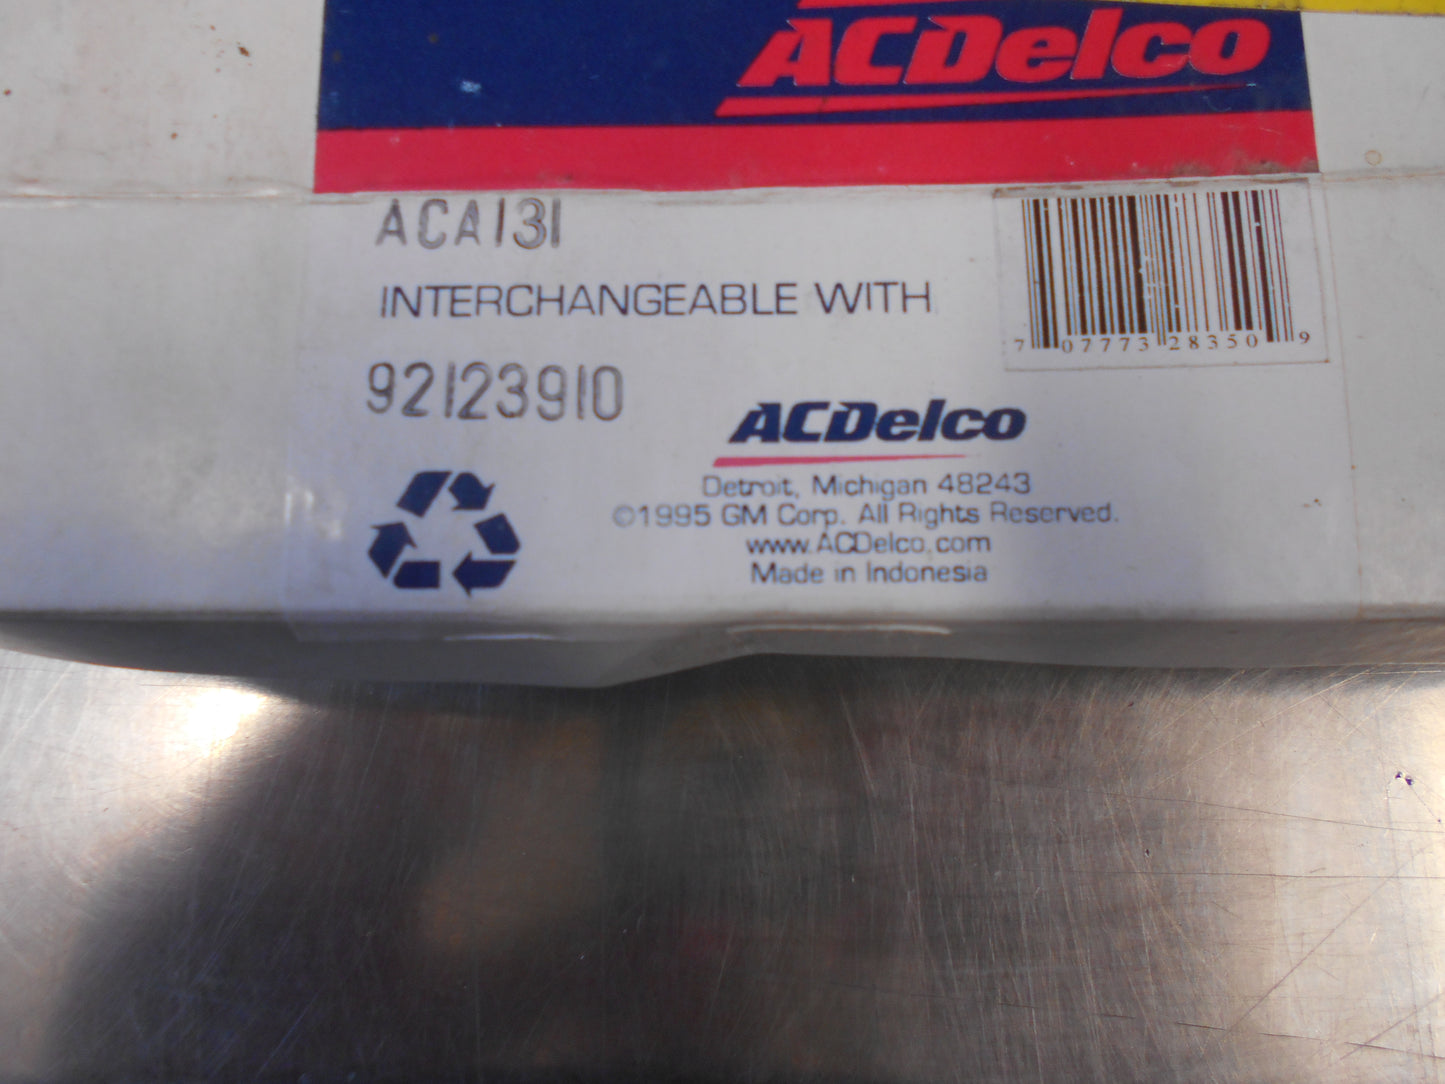 ACDelco
ACA131
INTERCHANGEABLE WITH
92123910
7 07773 28350 9
ACDelco
Detroit, Michigan 48243
©1995 GM Corp. All Rights Reserved.
www.ACDelco.com
Made in Indonesia